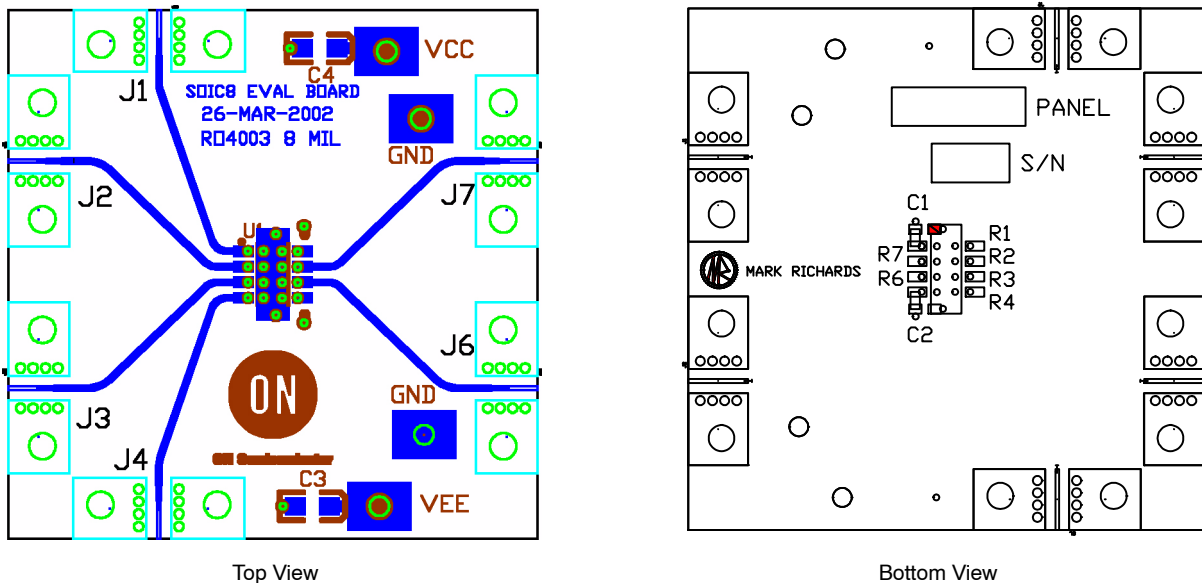 VCC
C4
J1
SOIC8 EVAL BOARD
26-MAR-2002
RO4003 8 MIL
GND
J2
J7
U1
J6
GND
ON
J3
J4
C3
VEE
Top View
PANEL
S/N
C1
R1
R7
R2
MARK RICHARDS
R6
R3
R4
C2
Bottom View